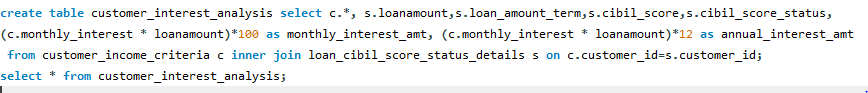 create table customer_interest_analysis select c.*, s.loanamount,s.loan_amount_term,s.cibil_score,s.cibil_score_status,
(c.monthly_interest * loanamount)*100 as monthly_interest_amt, (c.monthly_interest * loanamount)*12 as annual_interest_amt
from customer_income_criteria c inner join loan_cibil_score_status_details s on c.customer_id=s.customer_id;
select * from customer_interest_analysis;